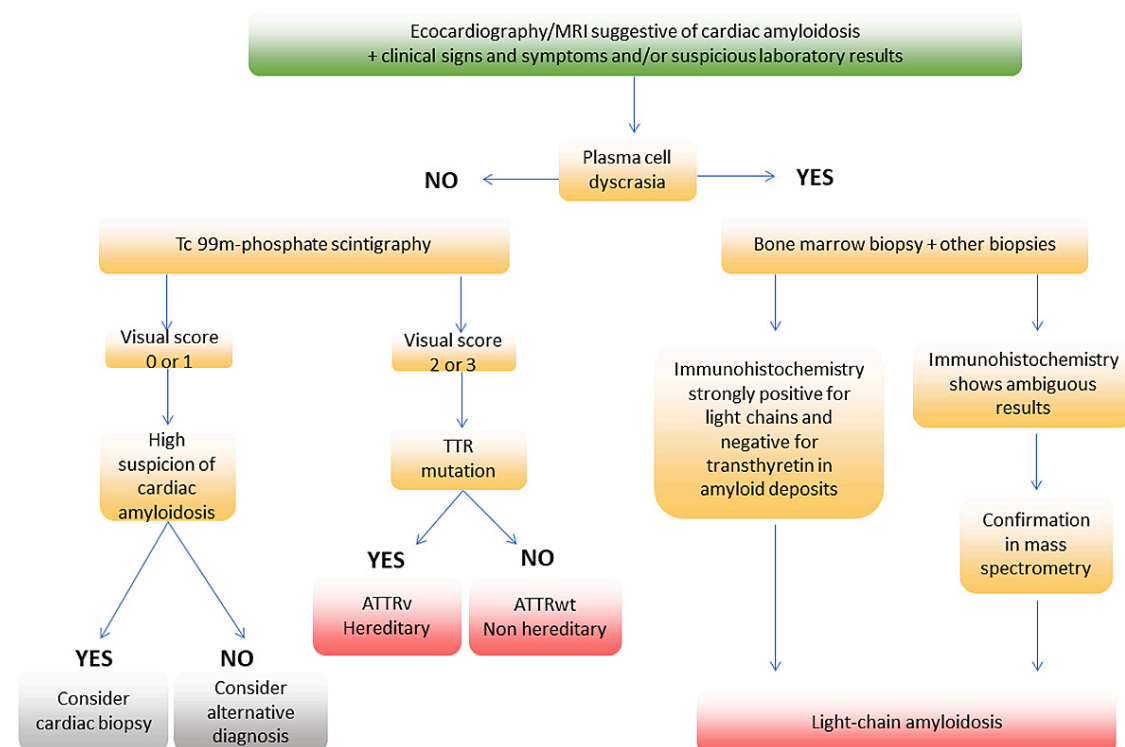 Ecocardiography/MRI suggestive of cardiac amyloidosis
+ clinical signs and symptoms and/or suspicious laboratory results
Plasma cell
dyscrasia
NO
YES
Tc 99m-phosphate scintigraphy
Bone marrow biopsy + other biopsies
Visual score
0 or 1
Visual score
2 or 3
Immunohistochemistry
strongly positive for
light chains and
negative for
transthyretin in
amyloid deposits
Immunohistochemistry
shows ambiguous
results
High
suspicion of
cardiac
amyloidosis
TTR
mutation
Confirmation
in mass
spectrometry
YES
NO
ATTRv
Hereditary
ATTRwt
Non hereditary
YES
NO
Consider
cardiac biopsy
Consider
alternative
diagnosis
Light-chain amyloidosis